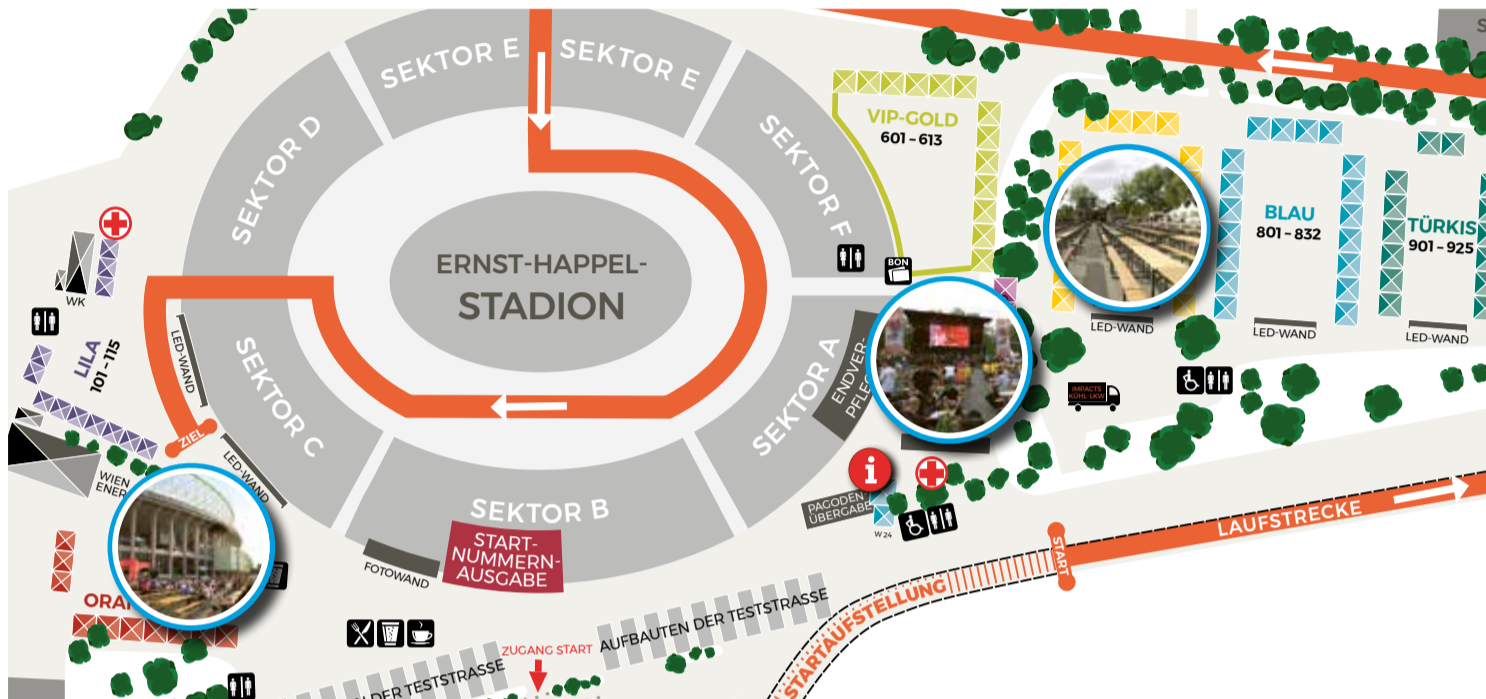 SEKTOR E
SEKTOR E
SEKTOR D
SEKTOR F
VIP-GOLD
601 – 613
BLAU
801 – 832
TÜRKIS
901 – 925
BON
ERNST-HAPPEL-
STADION
WK
LILA
101 – 115
LED-WAND
LED-WAND
LED-WAND
LED-WAND
SEKTOR C
SEKTOR A
ZIEL
LED-WAND
WIEN
IMPACTS
KÜHL-LKW
SEKTOR B
START-
NUMMERN-
AUSGABE
FOTOWAND
i
PAGODEN
ÜBERGABE
W 24
START
LAUFSTRECKE
STARTAUFSTELLUNG
AUFBAUTEN DER TESTSTRASSE
ZUGANG START
DER TESTSTRASSE